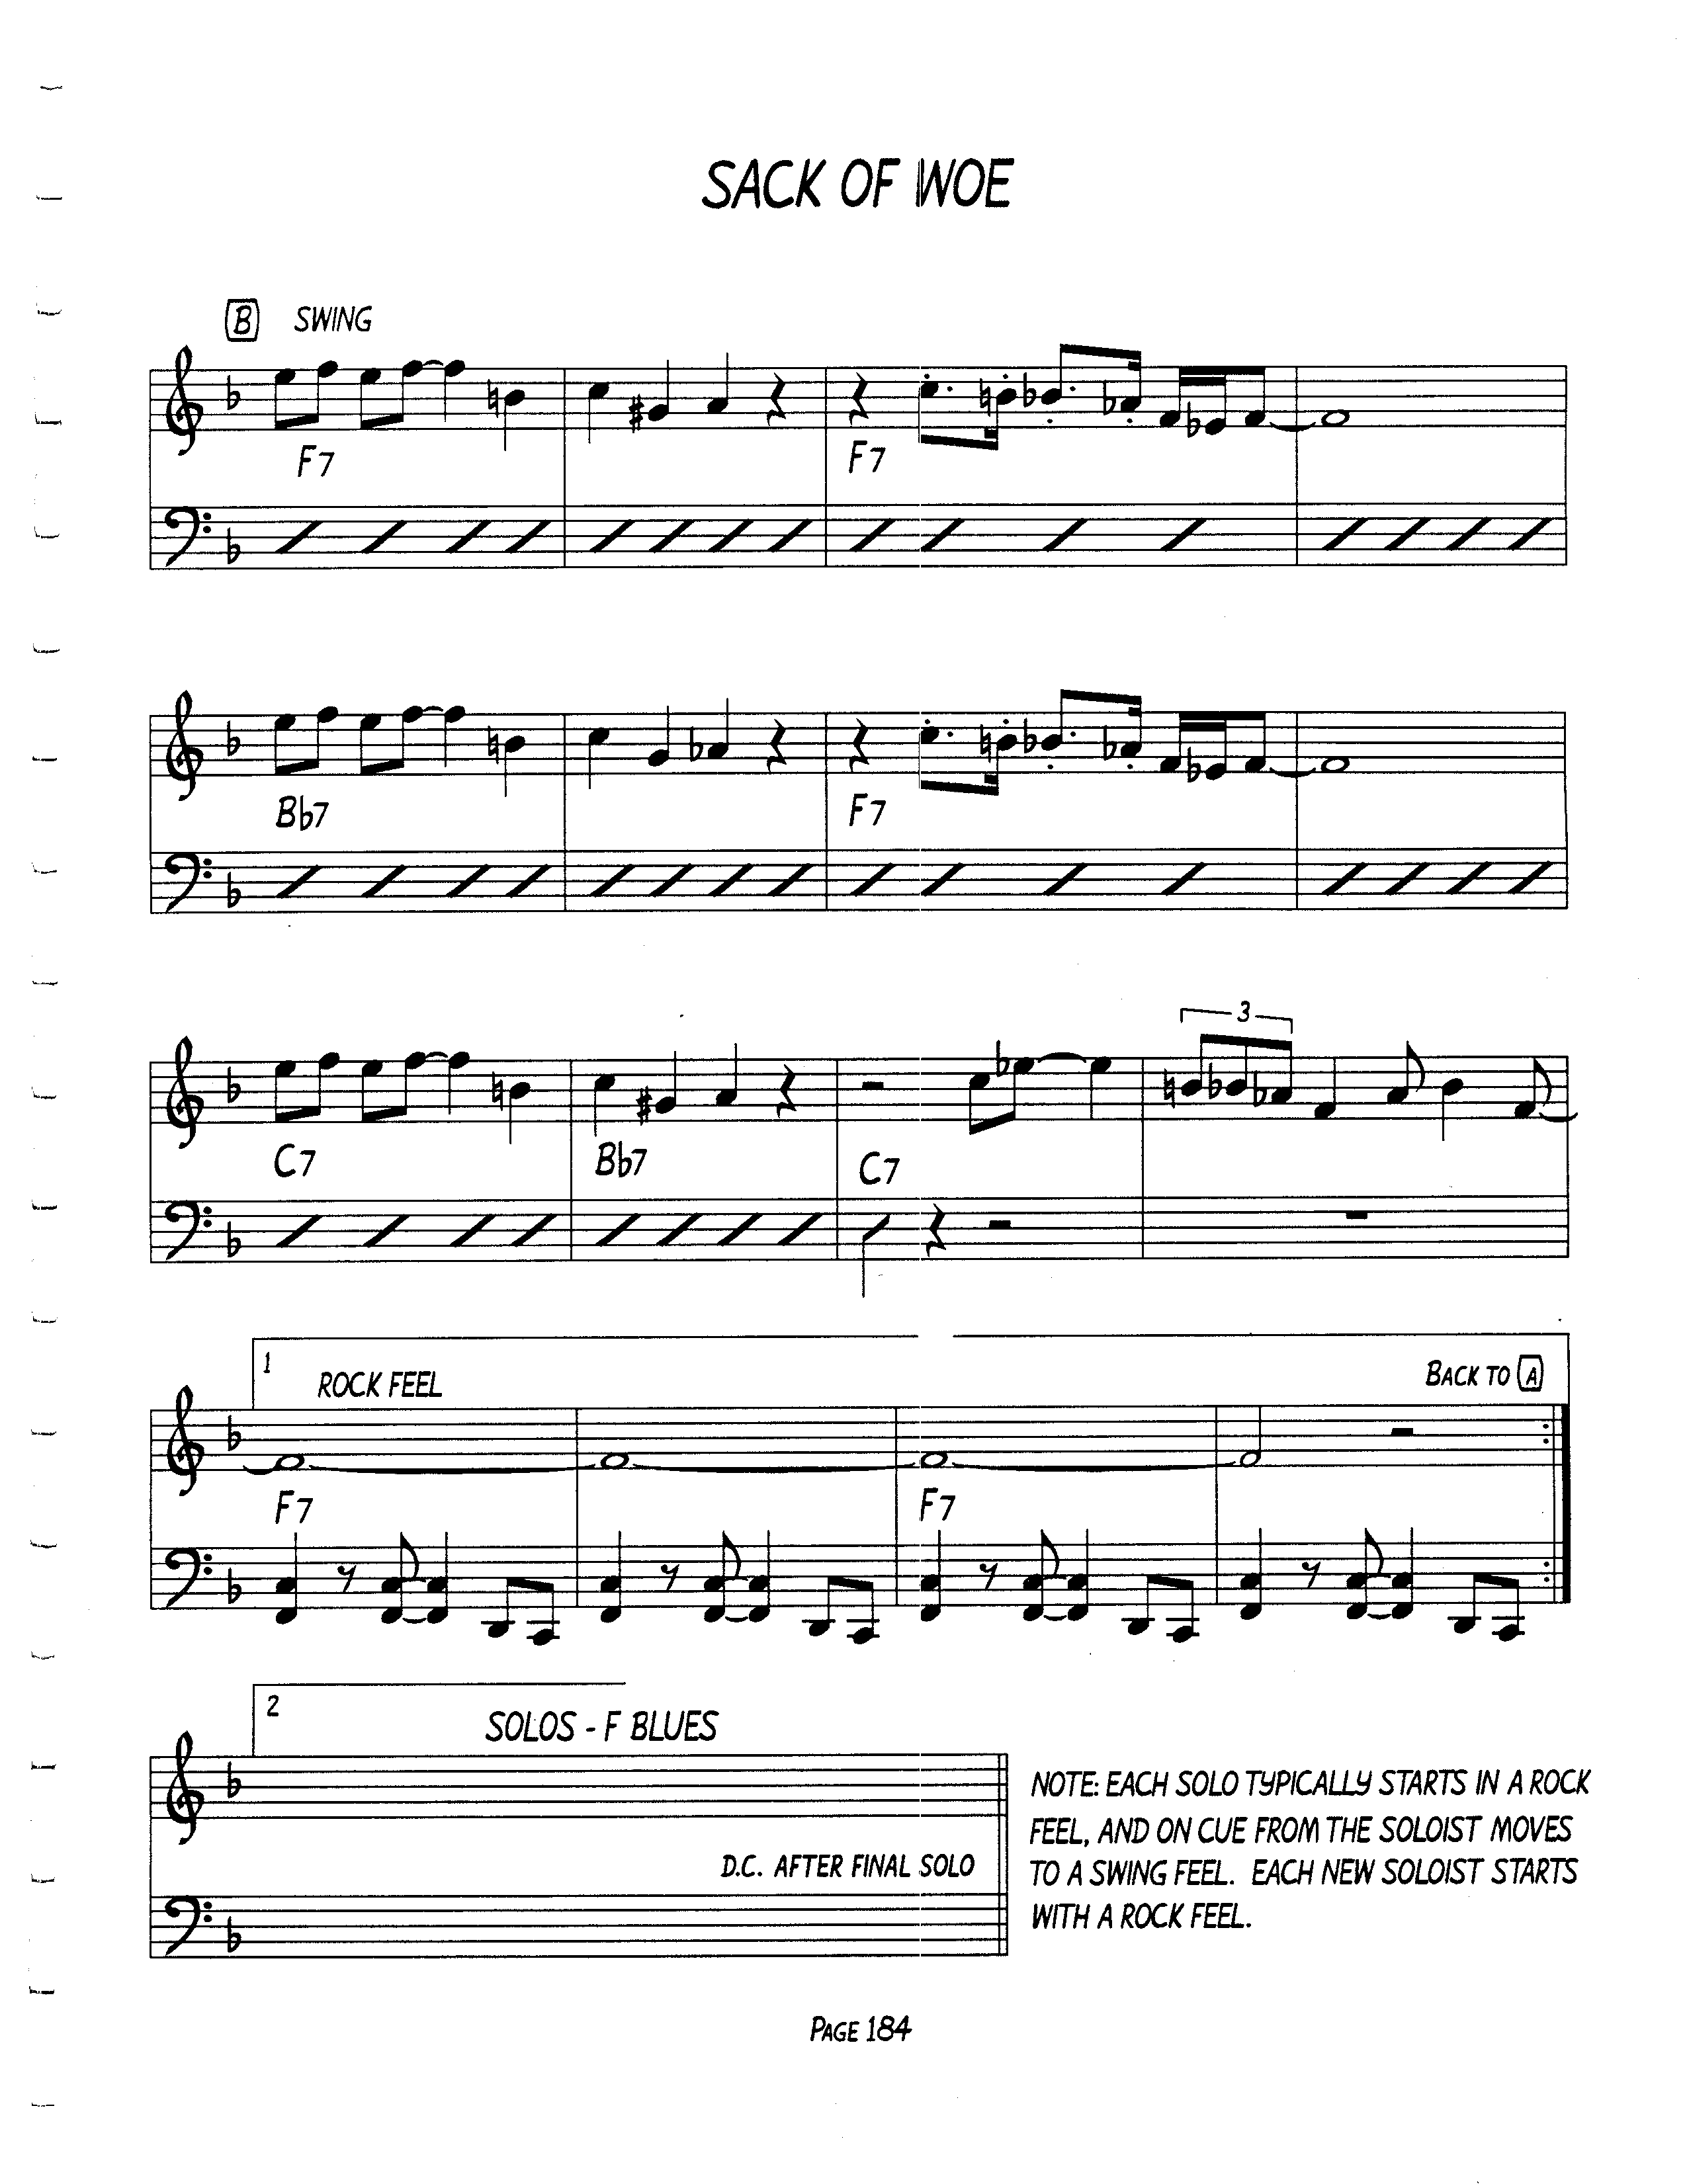 SACK OF WOE
B SWING
F7 F7
Bb7 F7
3
C7 Bb7 C7
1 ROCK FEEL BACK TO A
F7 F7
2 SOLOS - F BLUES
NOTE: EACH SOLO TYPICALLY STARTS IN A ROCK
FEEL, AND ON CUE FROM THE SOLOIST MOVES
D.C. AFTER FINAL SOLO
TO A SWING FEEL. EACH NEW SOLOIST STARTS
WITH A ROCK FEEL.
PAGE 184